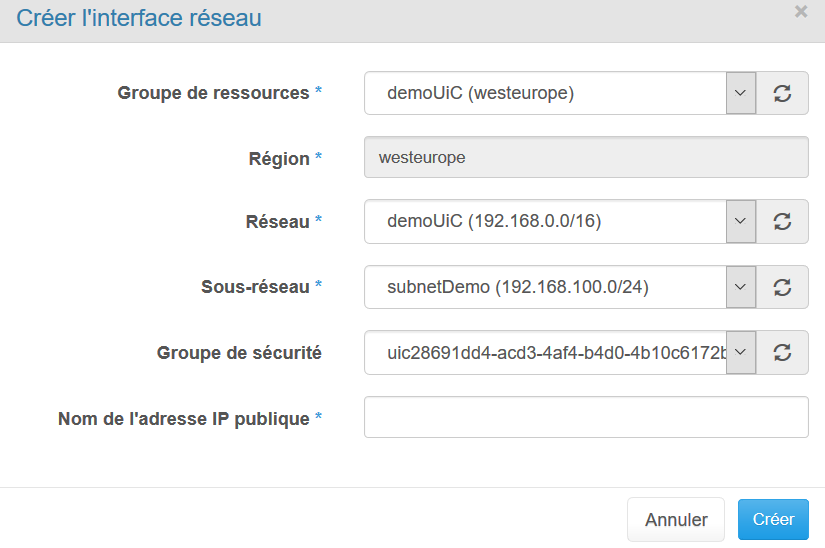 Créer l'interface réseau ×
Groupe de ressources * demoUiC (westeurope)
Région * westeurope
Réseau * demoUiC (192.168.0.0/16)
Sous-réseau * subnetDemo (192.168.100.0/24)
Groupe de sécurité uic28691dd4-acd3-4af4-b4d0-4b10c6172b
Nom de l'adresse IP publique *
Annuler Créer